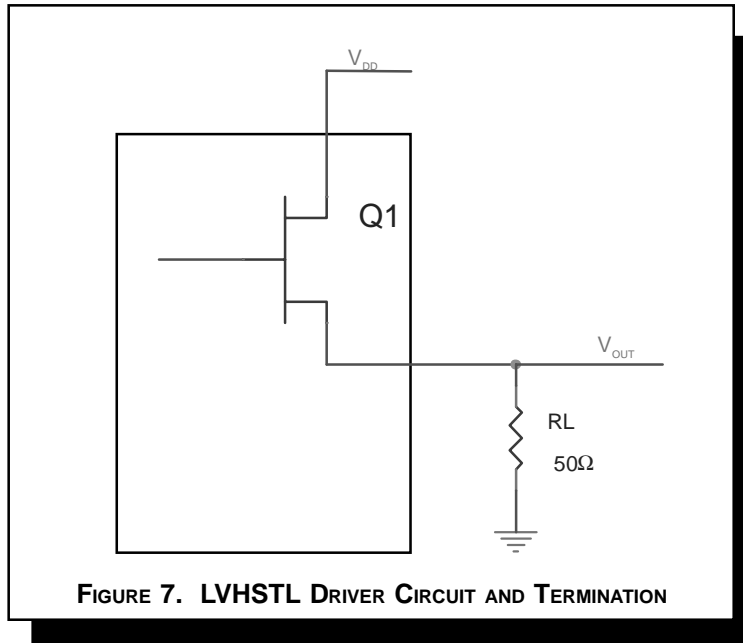 VDD
Q1
VOUT
RL
50Ω
FIGURE 7. LVHSTL DRIVER CIRCUIT AND TERMINATION